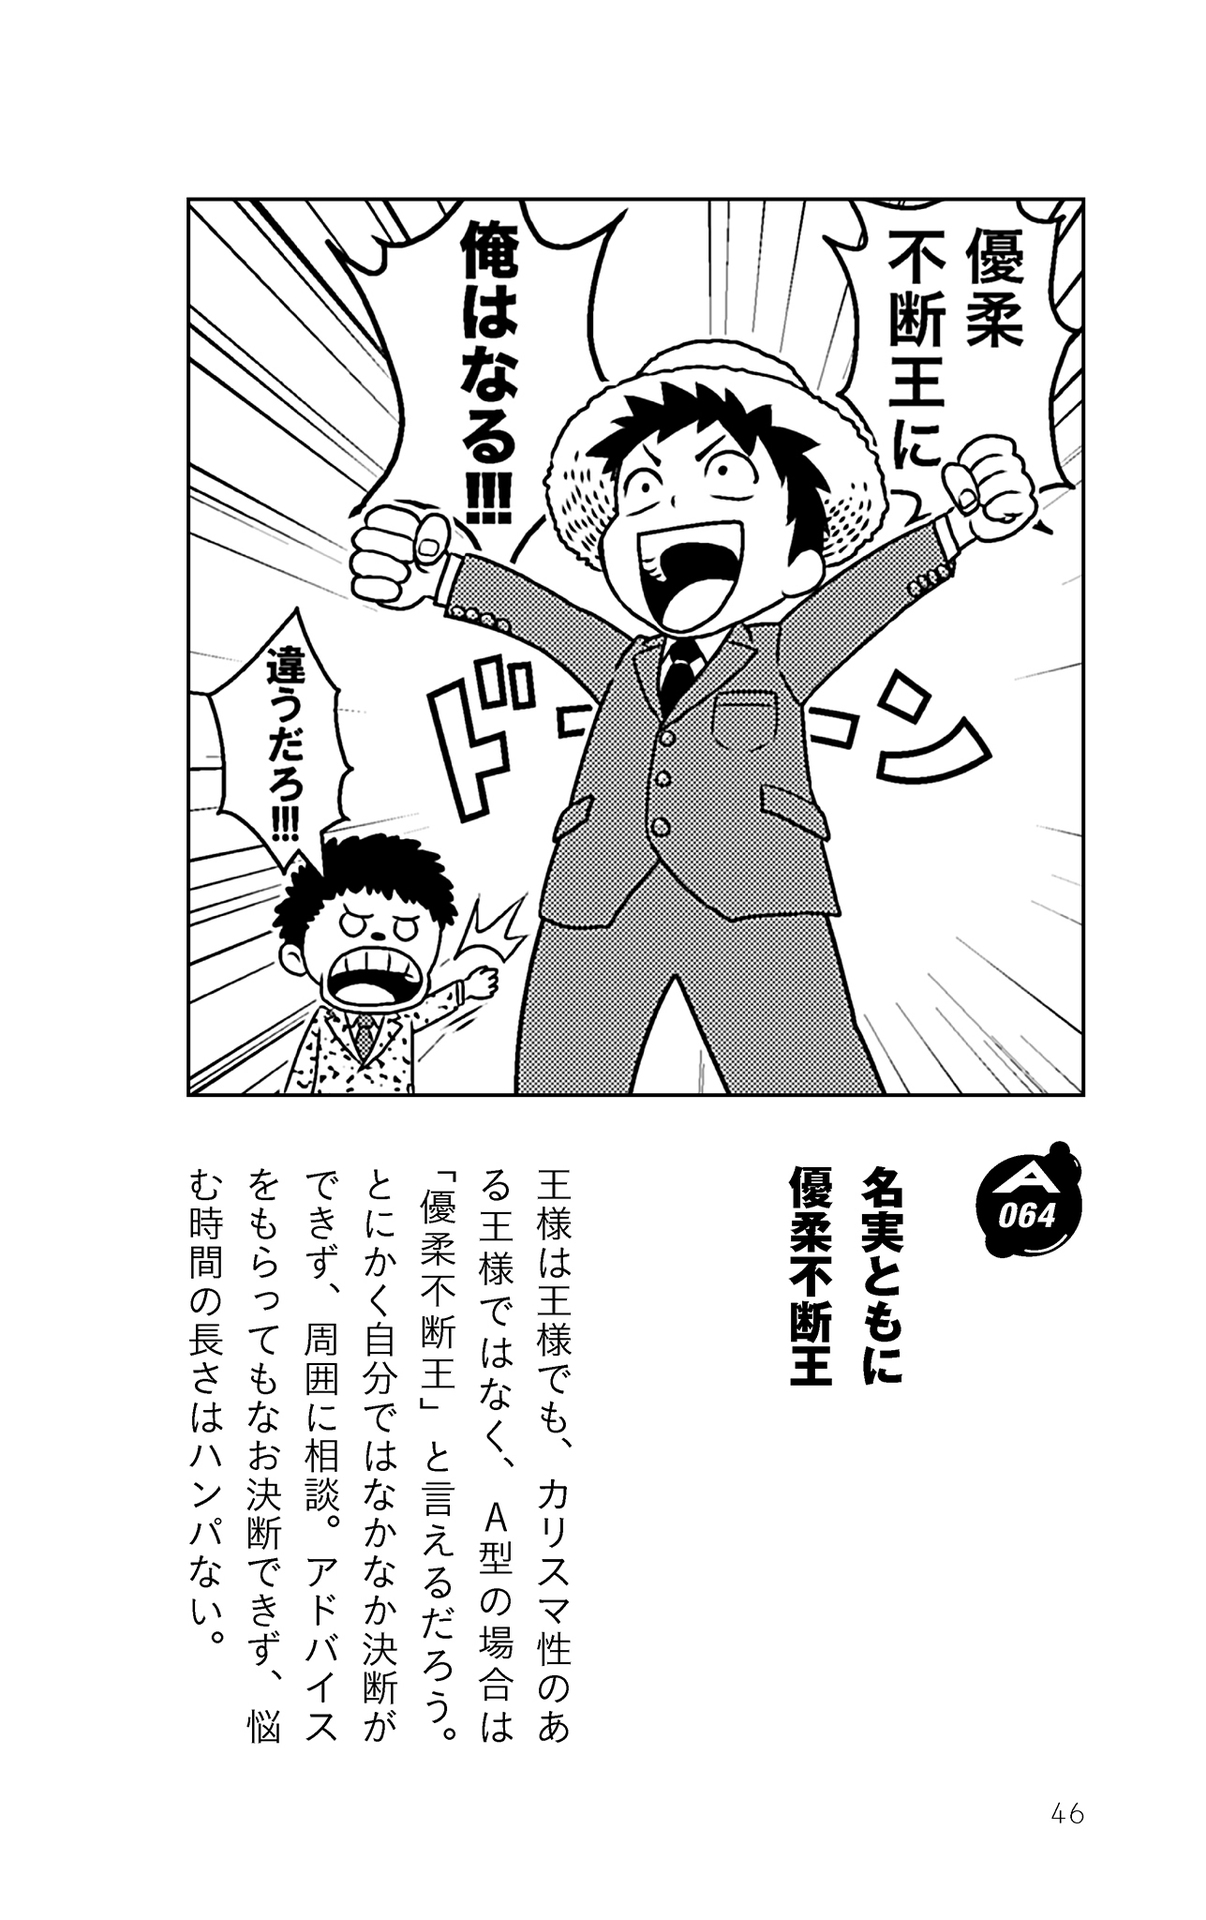 優柔
不断王に
俺はなる!!!!
ドーン
違うだろ!!!!
A
064
名実ともに
優柔不断王
王様は王様でも、カリスマ性のあ
る王様ではなく、A型の場合は
「優柔不断王」と言えるだろう。
とにかく自分ではなかなか決断が
できず、周囲に相談。アドバイス
をもらってもなお決断できず、悩
む時間の長さはハンパない。
46